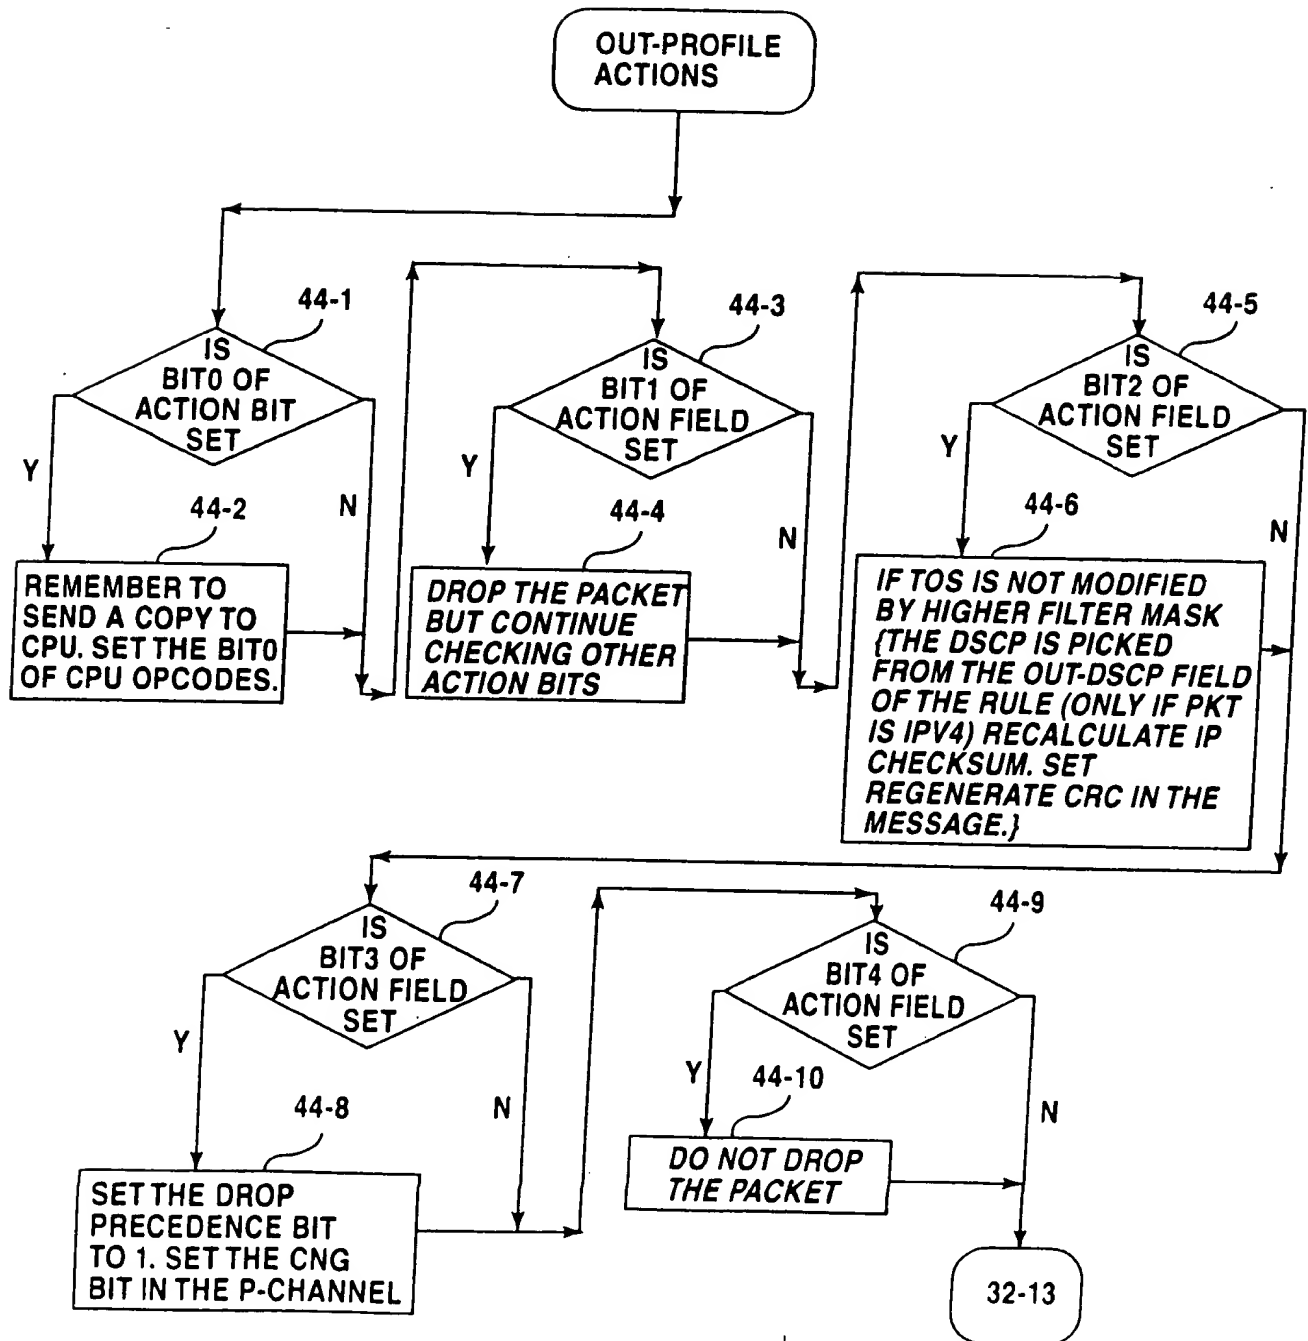 OUT-PROFILE
ACTIONS
44-1
IS
BIT0 OF
ACTION BIT
SET
Y
N
44-2
REMEMBER TO
SEND A COPY TO
CPU. SET THE BIT0
OF CPU OPCODES.
44-3
IS
BIT1 OF
ACTION FIELD
SET
Y
N
44-4
DROP THE PACKET
BUT CONTINUE
CHECKING OTHER
ACTION BITS
44-5
IS
BIT2 OF
ACTION FIELD
SET
Y
N
44-6
IF TOS IS NOT MODIFIED
BY HIGHER FILTER MASK
{THE DSCP IS PICKED
FROM THE OUT-DSCP FIELD
OF THE RULE (ONLY IF PKT
IS IPV4) RECALCULATE IP
CHECKSUM. SET
REGENERATE CRC IN THE
MESSAGE.}
44-7
IS
BIT3 OF
ACTION FIELD
SET
Y
N
44-8
SET THE DROP
PRECEDENCE BIT
TO 1. SET THE CNG
BIT IN THE P-CHANNEL
44-9
IS
BIT4 OF
ACTION FIELD
SET
Y
N
44-10
DO NOT DROP
THE PACKET
32-13